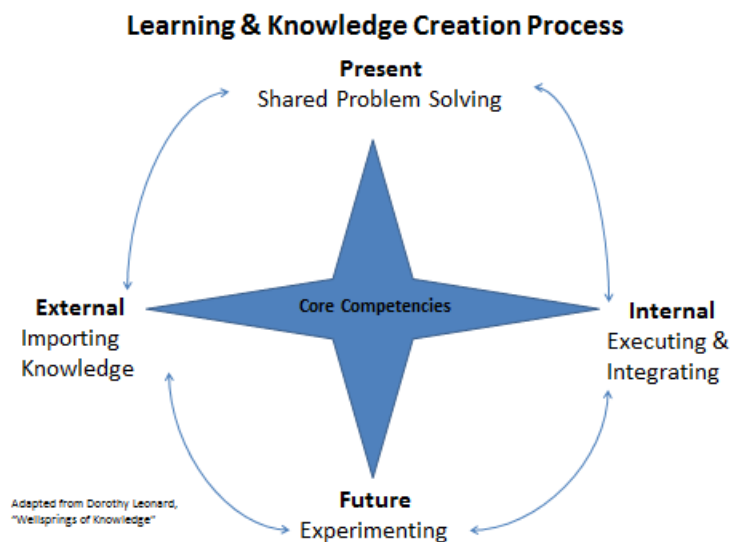 Learning & Knowledge Creation Process
Present
Shared Problem Solving
External
Importing
Knowledge
Core Competencies
Internal
Executing &
Integrating
Future
Experimenting
Adapted from Dorothy Leonard,
"Wellsprings of Knowledge"